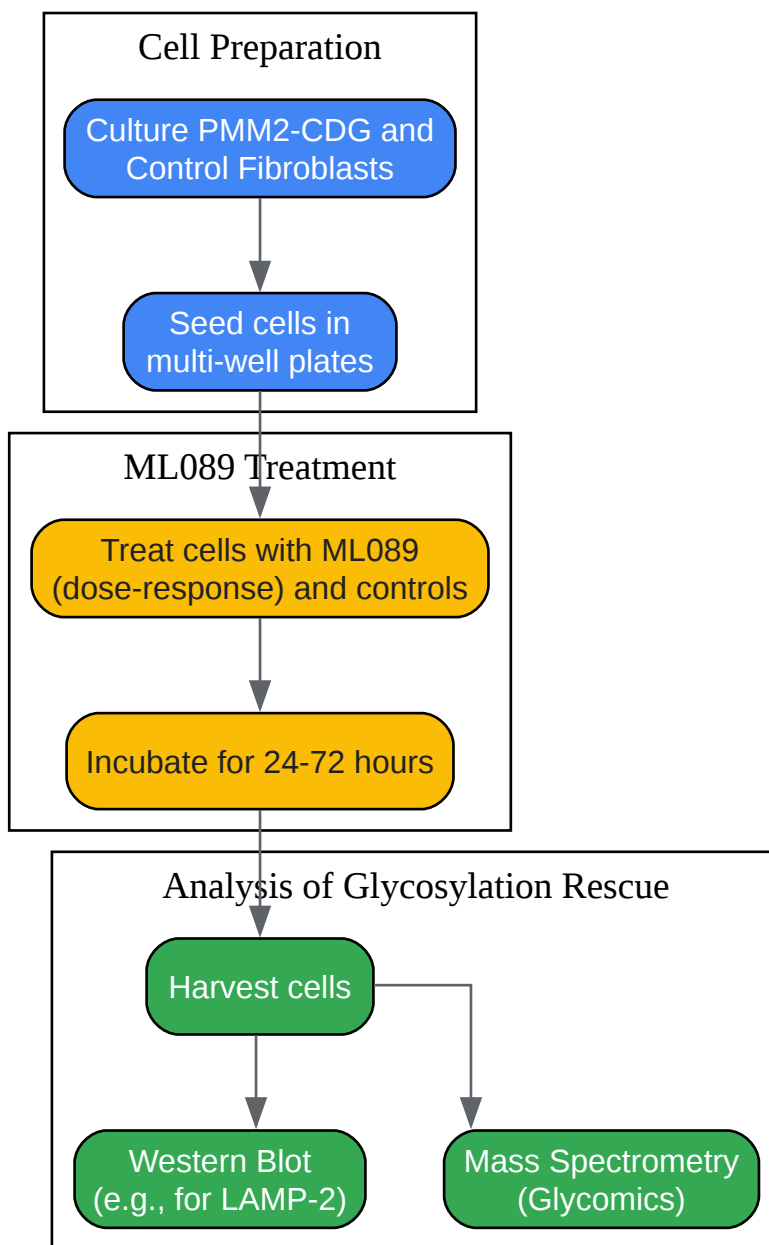 Cell Preparation
Culture PMM2-CDG and
Control Fibroblasts
Seed cells in
multi-well plates
ML089 Treatment
Treat cells with ML089
(dose-response) and controls
Incubate for 24-72 hours
Analysis of Glycosylation Rescue
Harvest cells
Western Blot
(e.g., for LAMP-2)
Mass Spectrometry
(Glycomics)